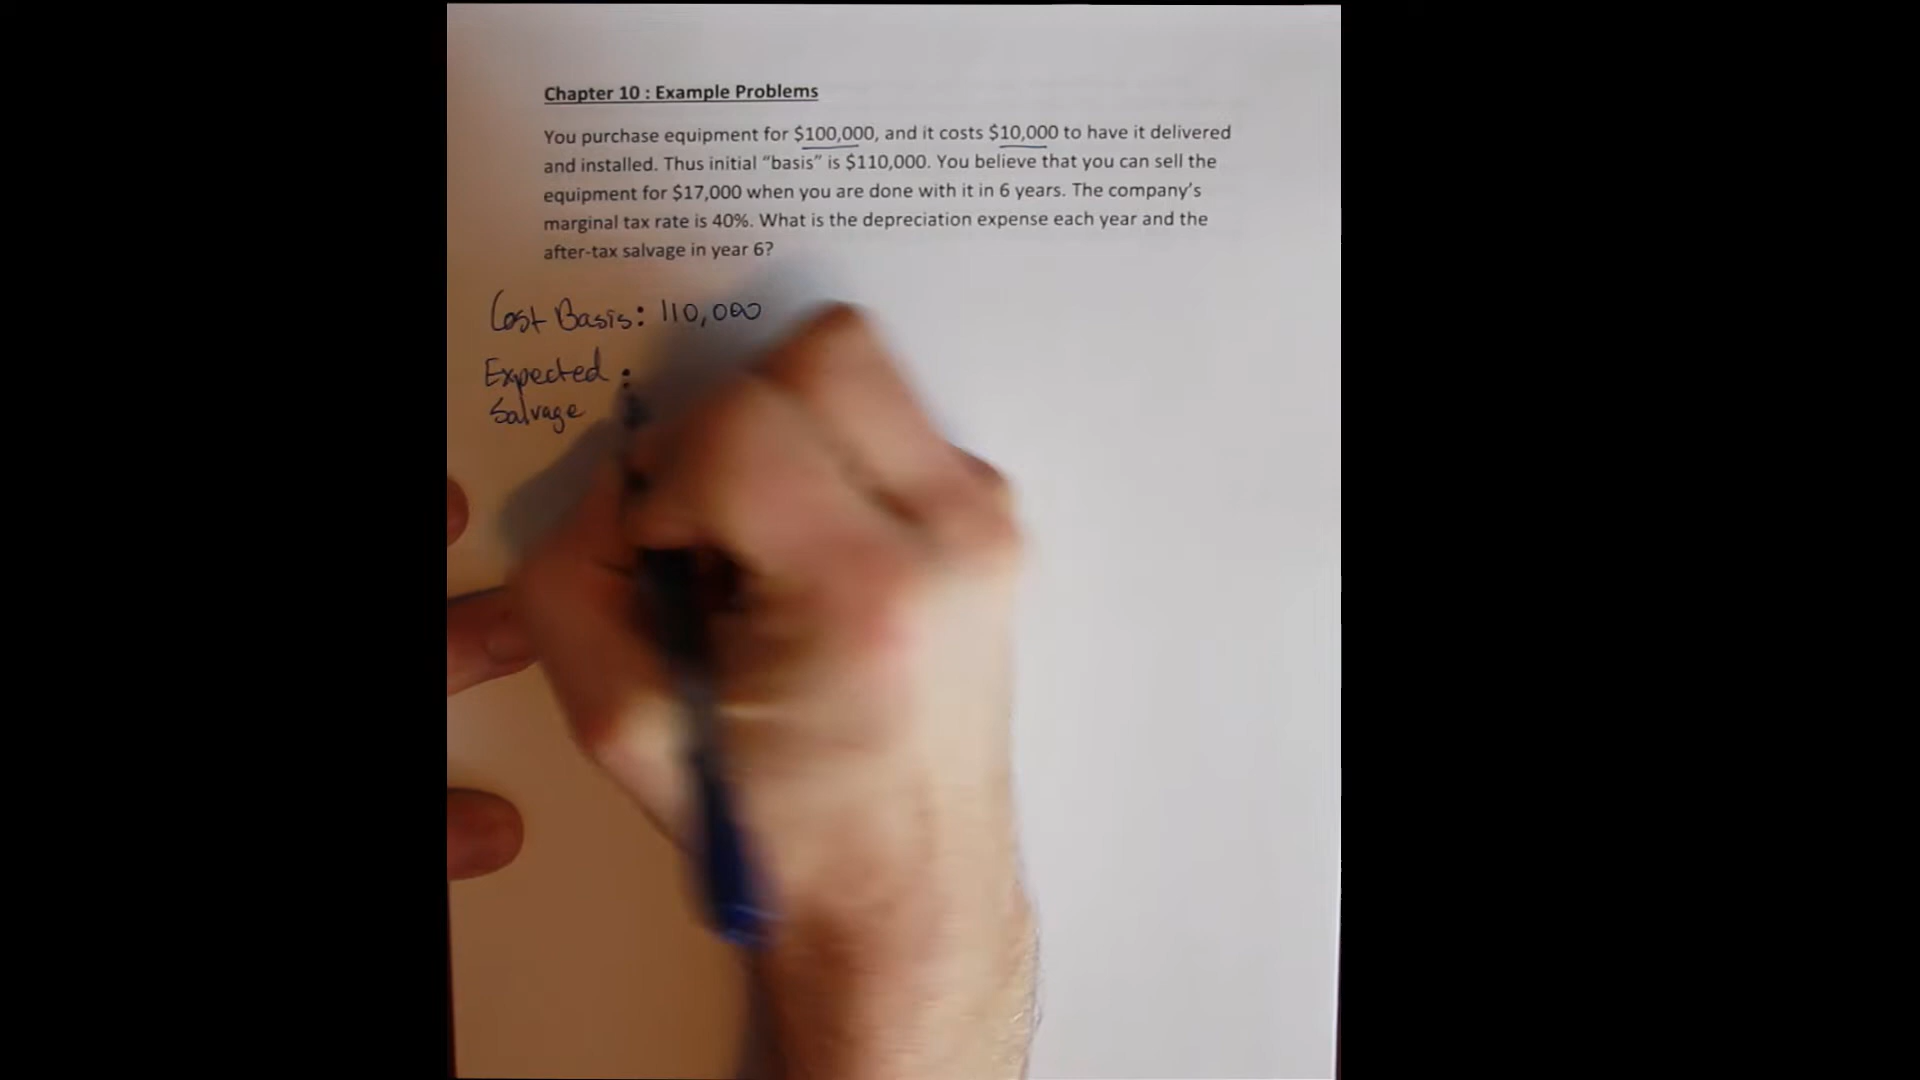 Chapter 10 : Example Problems
You purchase equipment for $100,000, and it costs $10,000 to have it delivered
and installed. Thus initial “basis” is $110,000. You believe that you can sell the
equipment for $17,000 when you are done with it in 6 years. The company’s
marginal tax rate is 40%. What is the depreciation expense each year and the
after-tax salvage in year 6?
Cost Basis: 110,000
Expected :
Salvage